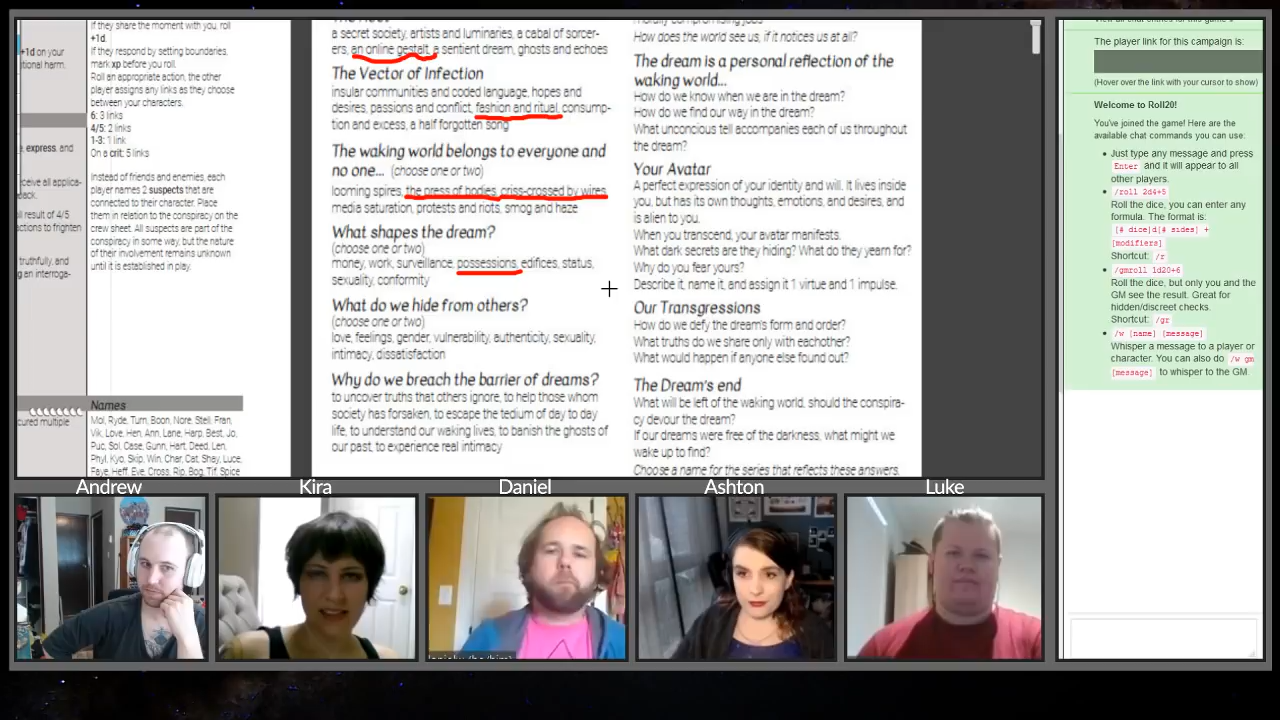 if they share the moment with you, roll
+1d.
If they respond by setting boundaries,
mark xp before you roll.
Roll an appropriate action, the other
player assigns any links as they choose
between your characters.
6: 3 links
4/5: 2 links
1-3: 1 link
On a crit: 5 links
Instead of friends and enemies, each
player names 2 suspects that are
connected to their character. Place
them in relation to the conspiracy on the
crew sheet. All suspects are part of the
conspiracy in some way, but the nature
of their involvement remains unknown
until it is established in play.
+1d on your
tional harm.
, express, and
ceive all applica-
ll result of 4/5
actions to frighten
truthfully, and
g an interroga-
cured multiple
Names
Mol, Ryde, Turn, Boon, Nore, Stell, Fran,
Vik, Love, Hen, Ann, Lane, Harp, Best, Jo,
Puc, Sol, Case, Gunn, Hart, Deed, Len,
Phyl, Kyo, Skip, Win, Char, Cat, Shay, Luce,
Faye, Heff, Eve, Cross, Rip, Bog, Tif, Spice
a secret society, artists and luminaries, a cabal of sorcer-
ers, an online gestalt, a sentient dream, ghosts and echoes
The Vector of Infection
insular communities and coded language, hopes and
desires, passions and conflict, fashion and ritual, consump-
tion and excess, a half forgotten song
The waking world belongs to everyone and
no one... (choose one or two)
looming spires, the press of bodies, criss-crossed by wires
media saturation, protests and riots, smog and haze
What shapes the dream?
(choose one or two)
money, work, surveillance, possessions, edifices, status,
sexuality, conformity
What do we hide from others?
(choose one or two)
love, feelings, gender, vulnerability, authenticity, sexuality,
intimacy, dissatisfaction
Why do we breach the barrier of dreams?
to uncover truths that others ignore, to help those whom
society has forsaken, to escape the tedium of day to day
life, to understand our waking lives, to banish the ghosts of
our past, to experience real intimacy
How does the world see us, if it notices us at all?
The dream is a personal reflection of the
waking world...
How do we know when we are in the dream?
How do we find our way in the dream?
What unconcious tell accompanies each of us throughout
the dream?
Your Avatar
A perfect expression of your identity and will. It lives inside
you, but has its own thoughts, emotions, and desires, and
is alien to you.
When you transcend, your avatar manifests.
What dark secrets are they hiding? What do they yearn for?
Why do you fear yours?
Describe it, name it, and assign it 1 virtue and 1 impulse.
Our Transgressions
How do we defy the dream's form and order?
What truths do we share only with eachother?
What would happen if anyone else found out?
The Dream's end
What will be left of the waking world, should the conspira-
cy devour the dream?
If our dreams were free of the darkness, what might we
wake up to find?
Choose a name for the series that reflects these answers.
The player link for this campaign is:
(Hover over the link with your cursor to show)
Welcome to Roll20!
You've joined the game! Here are the
available chat commands you can use:
Just type any message and press
Enter and it will appear to all
other players.
/roll 2d4+5
Roll the dice, you can enter any
formula. The format is:
[# dice]d[# sides] +
[modifiers]
Shortcut: /r
/gmroll 1d20+6
Roll the dice, but only you and the
GM see the result. Great for
hidden/discreet checks.
Shortcut: /gr
/w [name] [message]
Whisper a message to a player or
character. You can also do /w gm
[message] to whisper to the GM.
Andrew
Kira
Daniel
Ashton
Luke